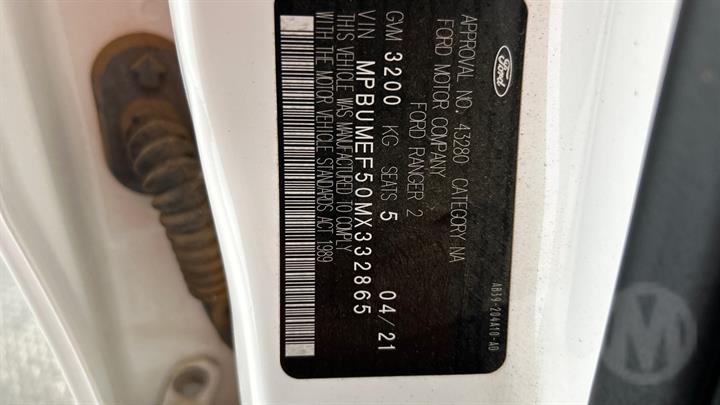 Ford
APPROVAL NO. 43280 CATEGORY NA
FORD MOTOR COMPANY
FORD RANGER 2
GVM 3200 KG SEATS 5 04/21
VIN MPBUMEF50MX332865
THIS VEHICLE WAS MANUFACTURED TO COMPLY
WITH THE MOTOR VEHICLE STANDARDS ACT 1989
AB39-204A10-AD
M